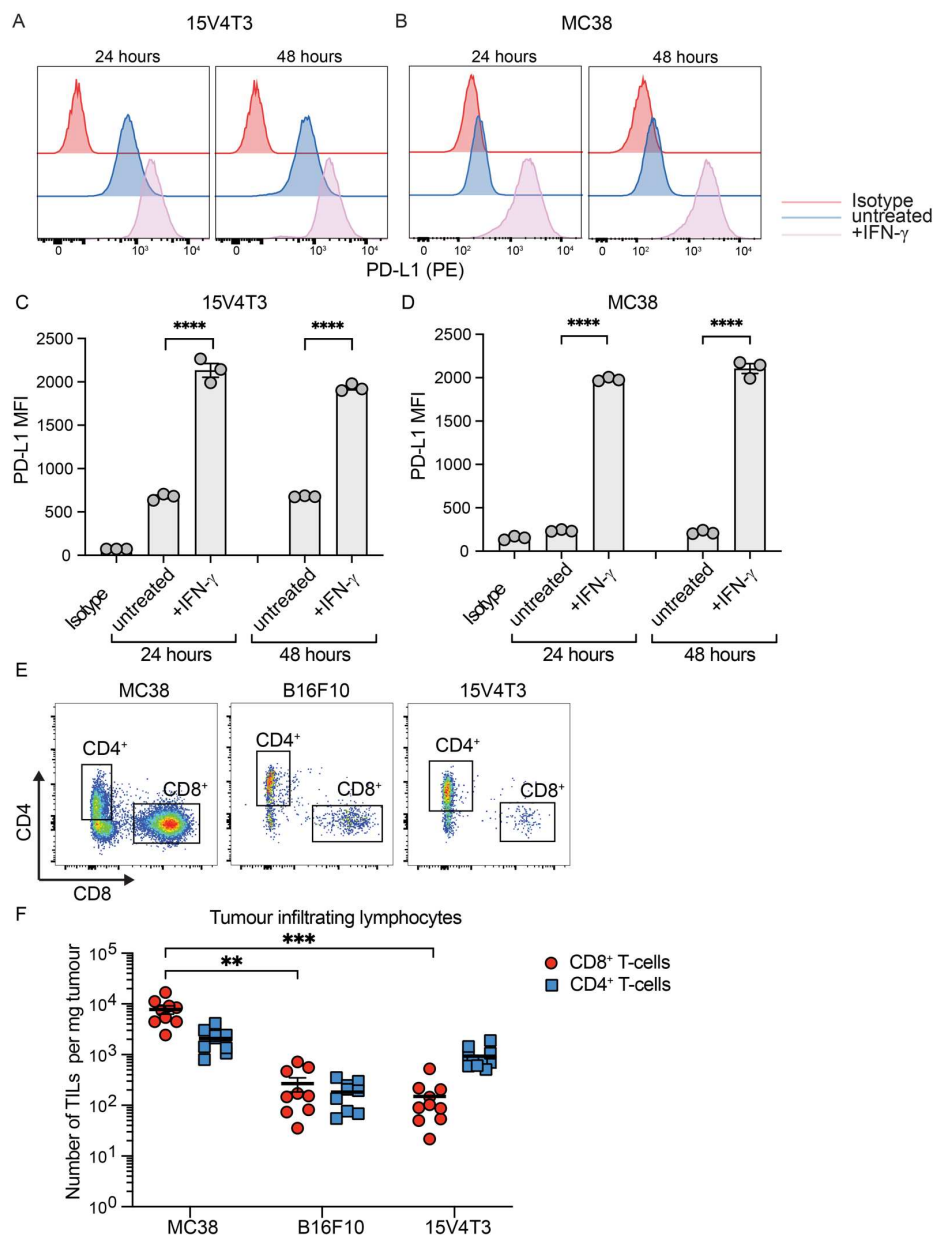 A
15V4T3
B
MC38
24 hours
48 hours
24 hours
48 hours
0
10³
10⁴
0
10³
10⁴
10²
10³
10⁴
10²
10³
10⁴
PD-L1 (PE)
Isotype
untreated
+IFN-γ
C
15V4T3
D
MC38
****
****
****
****
PD-L1 MFI
2500
2000
1500
1000
500
0
PD-L1 MFI
2500
2000
1500
1000
500
0
Isotype
untreated
+IFN-γ
untreated
+IFN-γ
24 hours
48 hours
Isotype
untreated
+IFN-γ
untreated
+IFN-γ
24 hours
48 hours
E
MC38
B16F10
15V4T3
CD4⁺
CD8⁺
CD4⁺
CD8⁺
CD4⁺
CD8⁺
CD4
CD8
F
Tumour infiltrating lymphocytes
***
**
Number of TILs per mg tumour
10⁵
10⁴
10³
10²
10¹
10⁰
MC38
B16F10
15V4T3
CD8⁺ T-cells
CD4⁺ T-cells